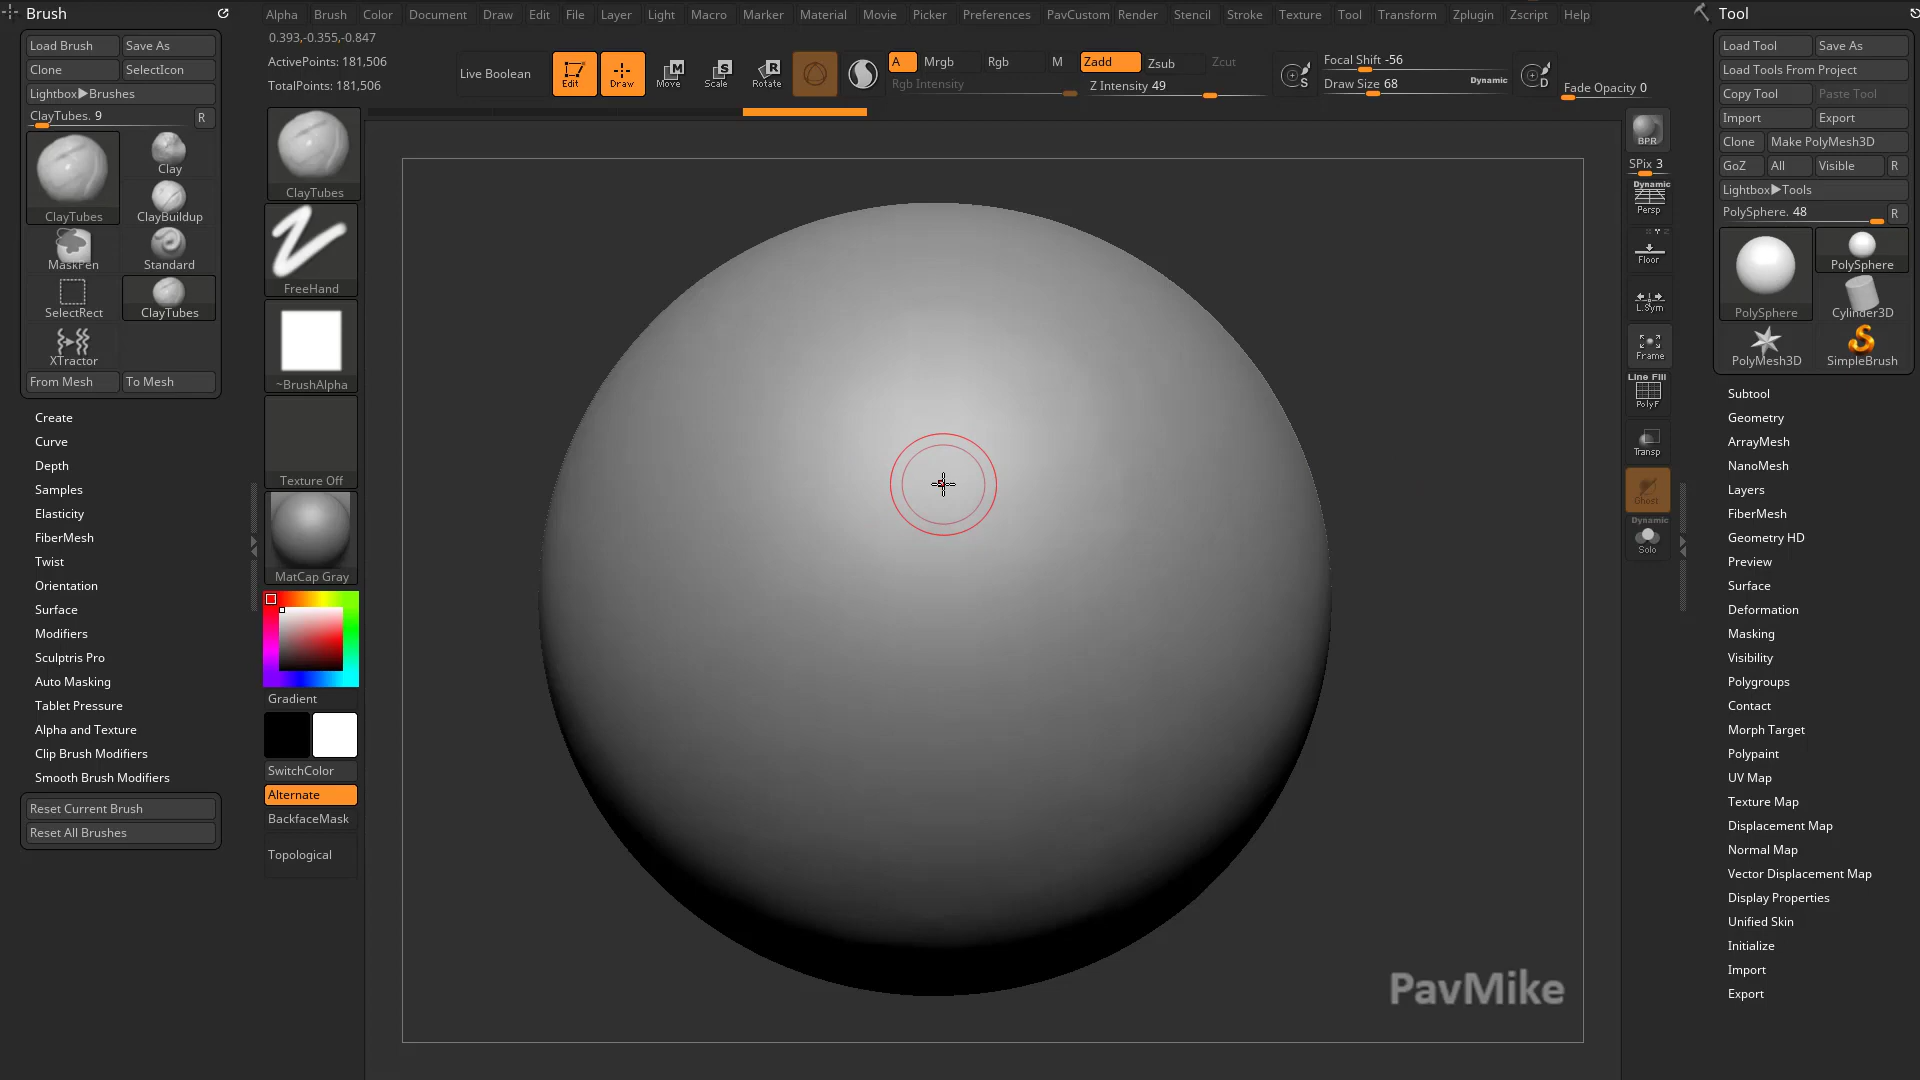 Brush
Alpha Brush Color Document Draw Edit File Layer Light Macro Marker Material Movie Picker Preferences PavCustom Render Stencil Stroke Texture Tool Transform Zplugin Zscript Help
Tool
Load Brush Save As
Clone SelectIcon
Lightbox▶Brushes
ClayTubes. 9 R
ClayTubes
Clay
ClayBuildup
MaskPen
Standard
SelectRect
ClayTubes
XTractor
From Mesh To Mesh
Create
Curve
Depth
Samples
Elasticity
FiberMesh
Twist
Orientation
Surface
Modifiers
Sculptris Pro
Auto Masking
Tablet Pressure
Alpha and Texture
Clip Brush Modifiers
Smooth Brush Modifiers
Reset Current Brush
Reset All Brushes
0.393,-0.355,-0.847
ActivePoints: 181,506
TotalPoints: 181,506
Live Boolean
Edit
Draw
M
Move
S
Scale
R
Rotate
A Mrgb Rgb M
Rgb Intensity
Zadd Zsub Zcut
Z Intensity 49
S
Focal Shift -56
Draw Size 68
Dynamic
D
Fade Opacity 0
ClayTubes
FreeHand
~BrushAlpha
Texture Off
MatCap Gray
Gradient
SwitchColor
Alternate
BackfaceMask
Topological
PavMike
BPR
SPix 3
Dynamic
Persp
Floor
L.Sym
Frame
Line Fill
PolyF
Transp
Ghost
Dynamic
Solo
Load Tool Save As
Load Tools From Project
Copy Tool Paste Tool
Import Export
Clone Make PolyMesh3D
GoZ All Visible R
Lightbox▶Tools
PolySphere. 48 R
PolySphere
PolySphere
Cylinder3D
PolyMesh3D
SimpleBrush
Subtool
Geometry
ArrayMesh
NanoMesh
Layers
FiberMesh
Geometry HD
Preview
Surface
Deformation
Masking
Visibility
Polygroups
Contact
Morph Target
Polypaint
UV Map
Texture Map
Displacement Map
Normal Map
Vector Displacement Map
Display Properties
Unified Skin
Initialize
Import
Export